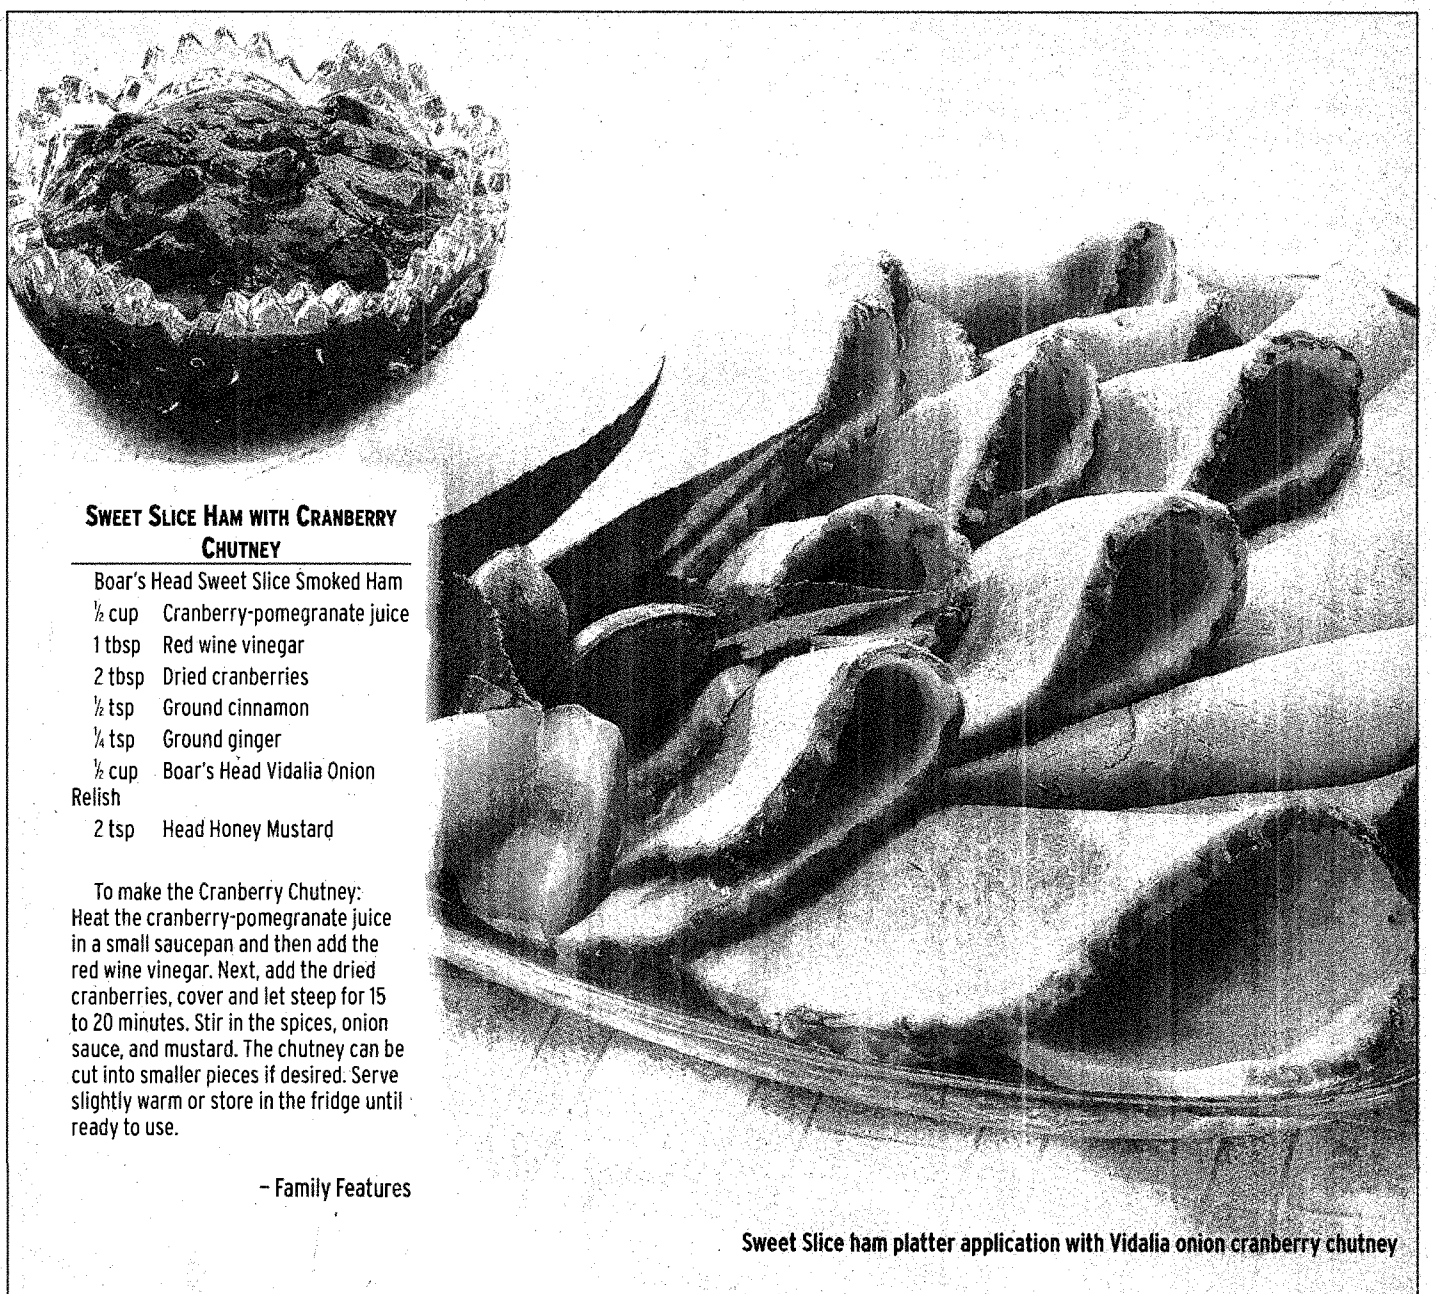 SWEET SLICE HAM WITH CRANBERRY
CHUTNEY
Boar's Head Sweet Slice Smoked Ham
½ cup Cranberry-pomegranate juice
1 tbsp Red wine vinegar
2 tbsp Dried cranberries
½ tsp Ground cinnamon
¼ tsp Ground ginger
½ cup Boar's Head Vidalia Onion
Relish
2 tsp Head Honey Mustard
To make the Cranberry Chutney:
Heat the cranberry-pomegranate juice
in a small saucepan and then add the
red wine vinegar. Next, add the dried
cranberries, cover and let steep for 15
to 20 minutes. Stir in the spices, onion
sauce, and mustard. The chutney can be
cut into smaller pieces if desired. Serve
slightly warm or store in the fridge until
ready to use.
– Family Features
Sweet Slice ham platter application with Vidalia onion cranberry chutney